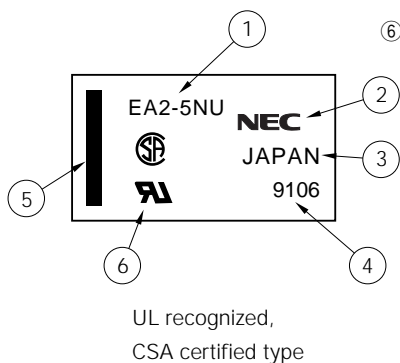 1
⑥
EA2-5NU
NEC
2
JAPAN
3
9106
5
6
4
UL recognized,
CSA certified type